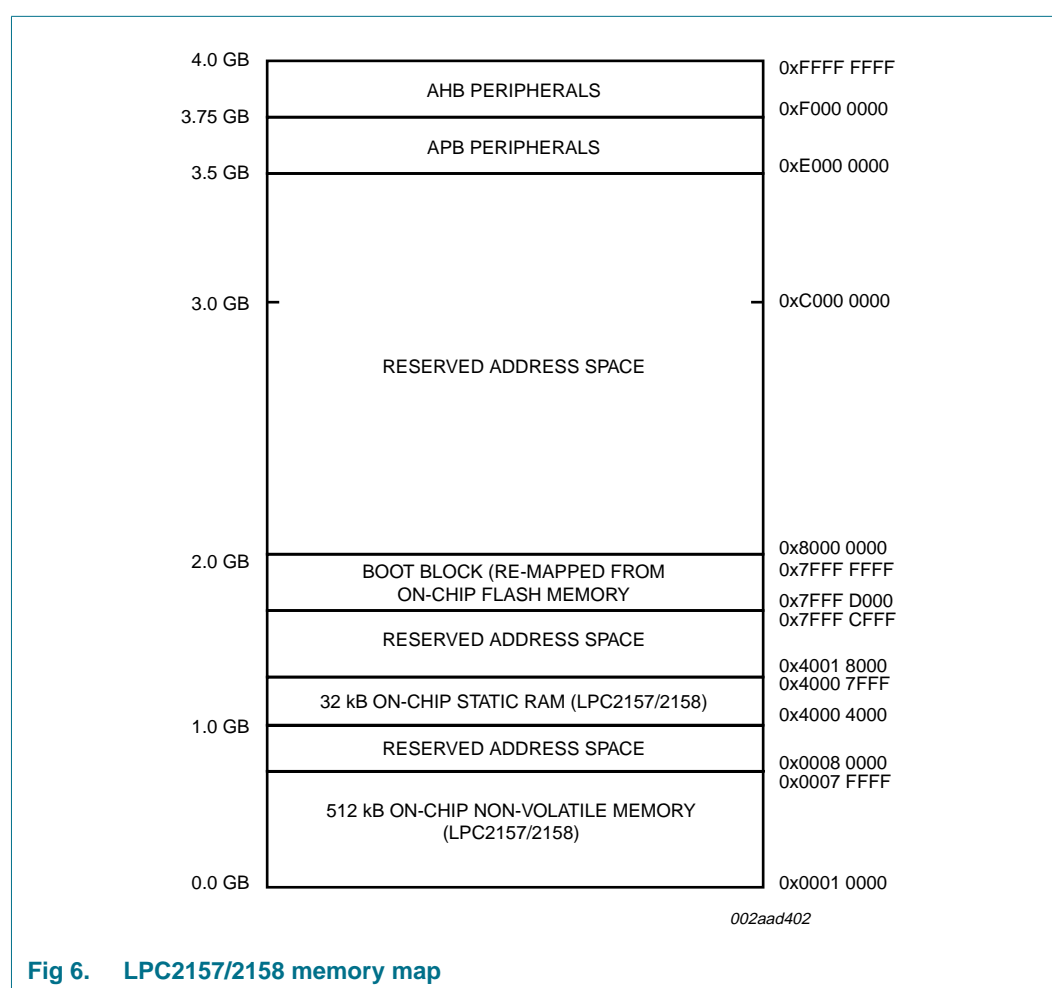 4.0 GB
0xFFFF FFFF
AHB PERIPHERALS
3.75 GB
0xF000 0000
APB PERIPHERALS
3.5 GB
0xE000 0000
3.0 GB
0xC000 0000
RESERVED ADDRESS SPACE
0x8000 0000
2.0 GB
0x7FFF FFFF
BOOT BLOCK (RE-MAPPED FROM
ON-CHIP FLASH MEMORY
0x7FFF D000
0x7FFF CFFF
RESERVED ADDRESS SPACE
0x4001 8000
0x4000 7FFF
32 kB ON-CHIP STATIC RAM (LPC2157/2158)
0x4000 4000
1.0 GB
RESERVED ADDRESS SPACE
0x0008 0000
0x0007 FFFF
512 kB ON-CHIP NON-VOLATILE MEMORY
(LPC2157/2158)
0.0 GB
0x0001 0000
002aad402
Fig 6. LPC2157/2158 memory map